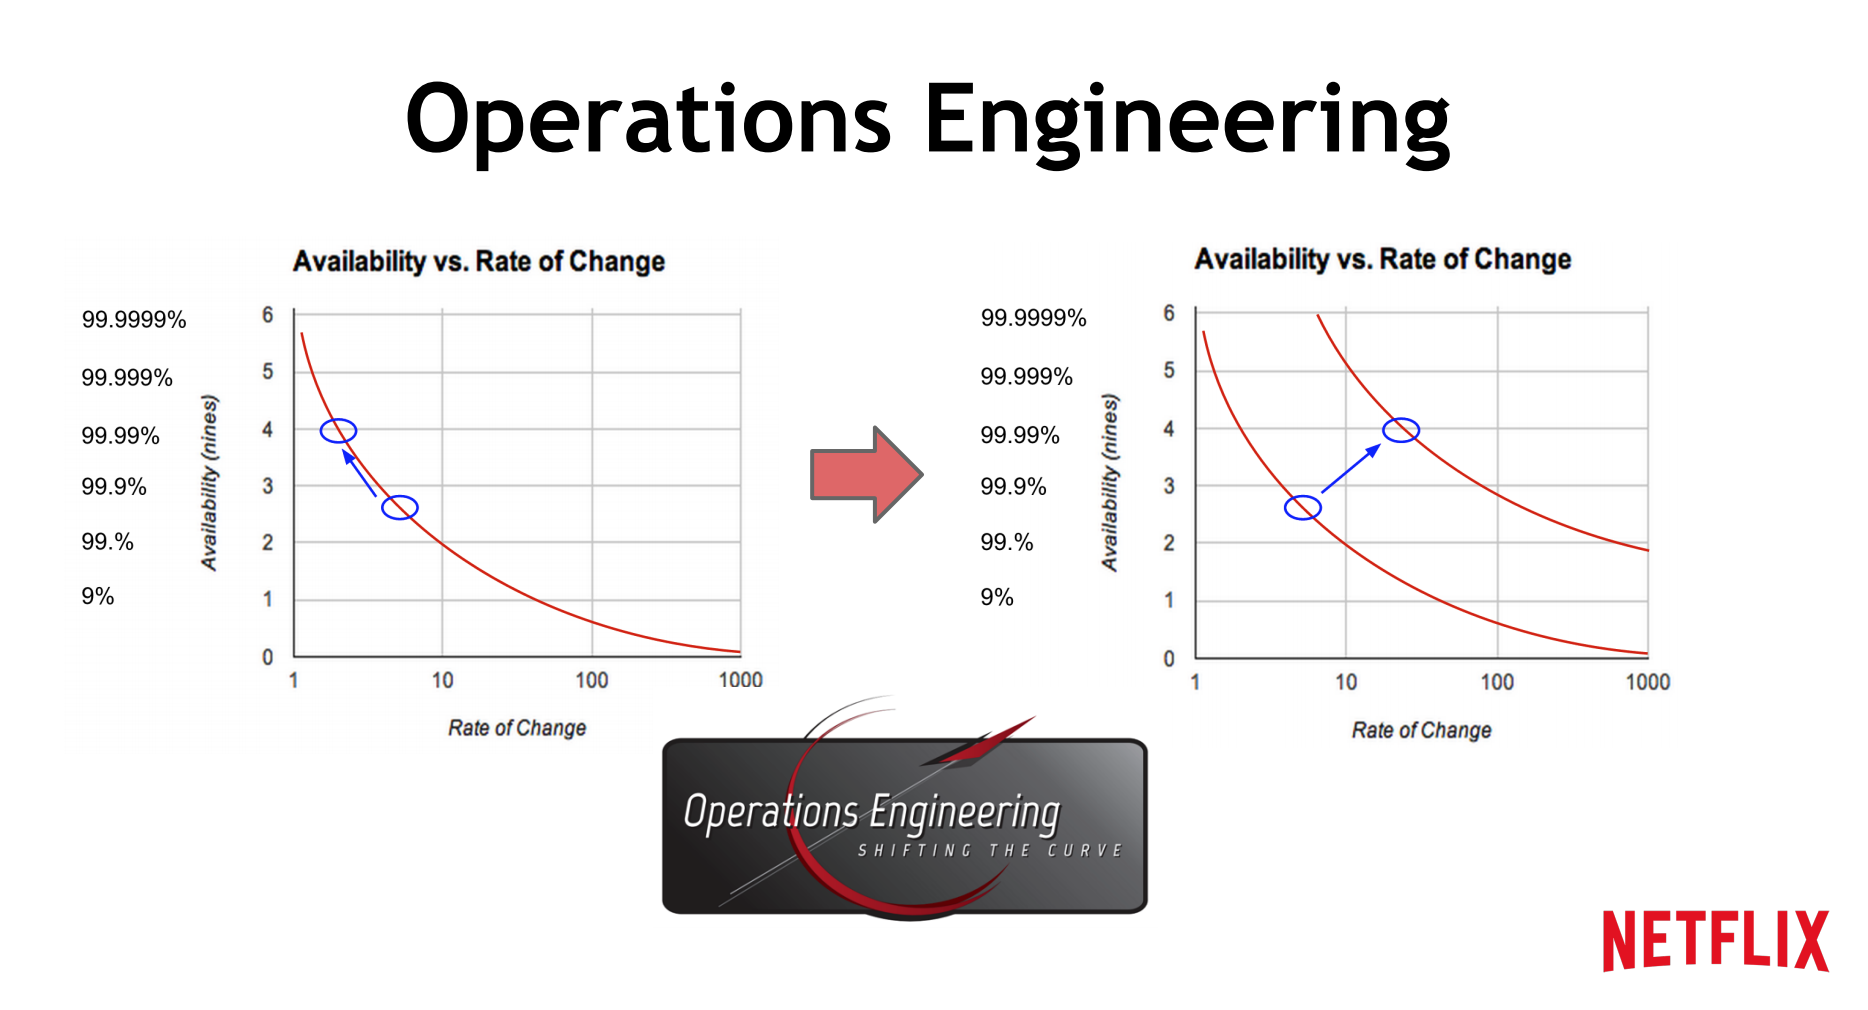 Operations Engineering
Availability vs. Rate of Change
99.9999%
99.999%
99.99%
99.9%
99.%
9%
Availability (nines)
6
5
4
3
2
1
0
1 10 100 1000
Rate of Change
Availability vs. Rate of Change
99.9999%
99.999%
99.99%
99.9%
99.%
9%
Availability (nines)
6
5
4
3
2
1
0
1 10 100 1000
Rate of Change
Operations Engineering
SHIFTING THE CURVE
NETFLIX